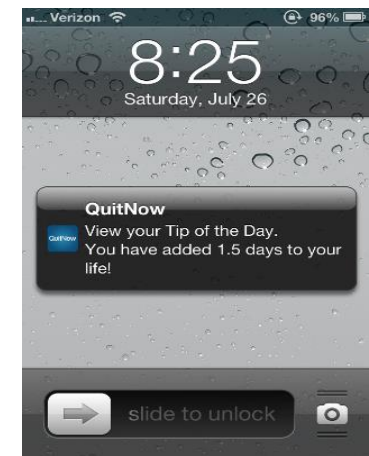 Verizon 96%
8:25
Saturday, July 26
QuitNow
QuitNow
View your Tip of the Day.
You have added 1.5 days to your
life!
slide to unlock